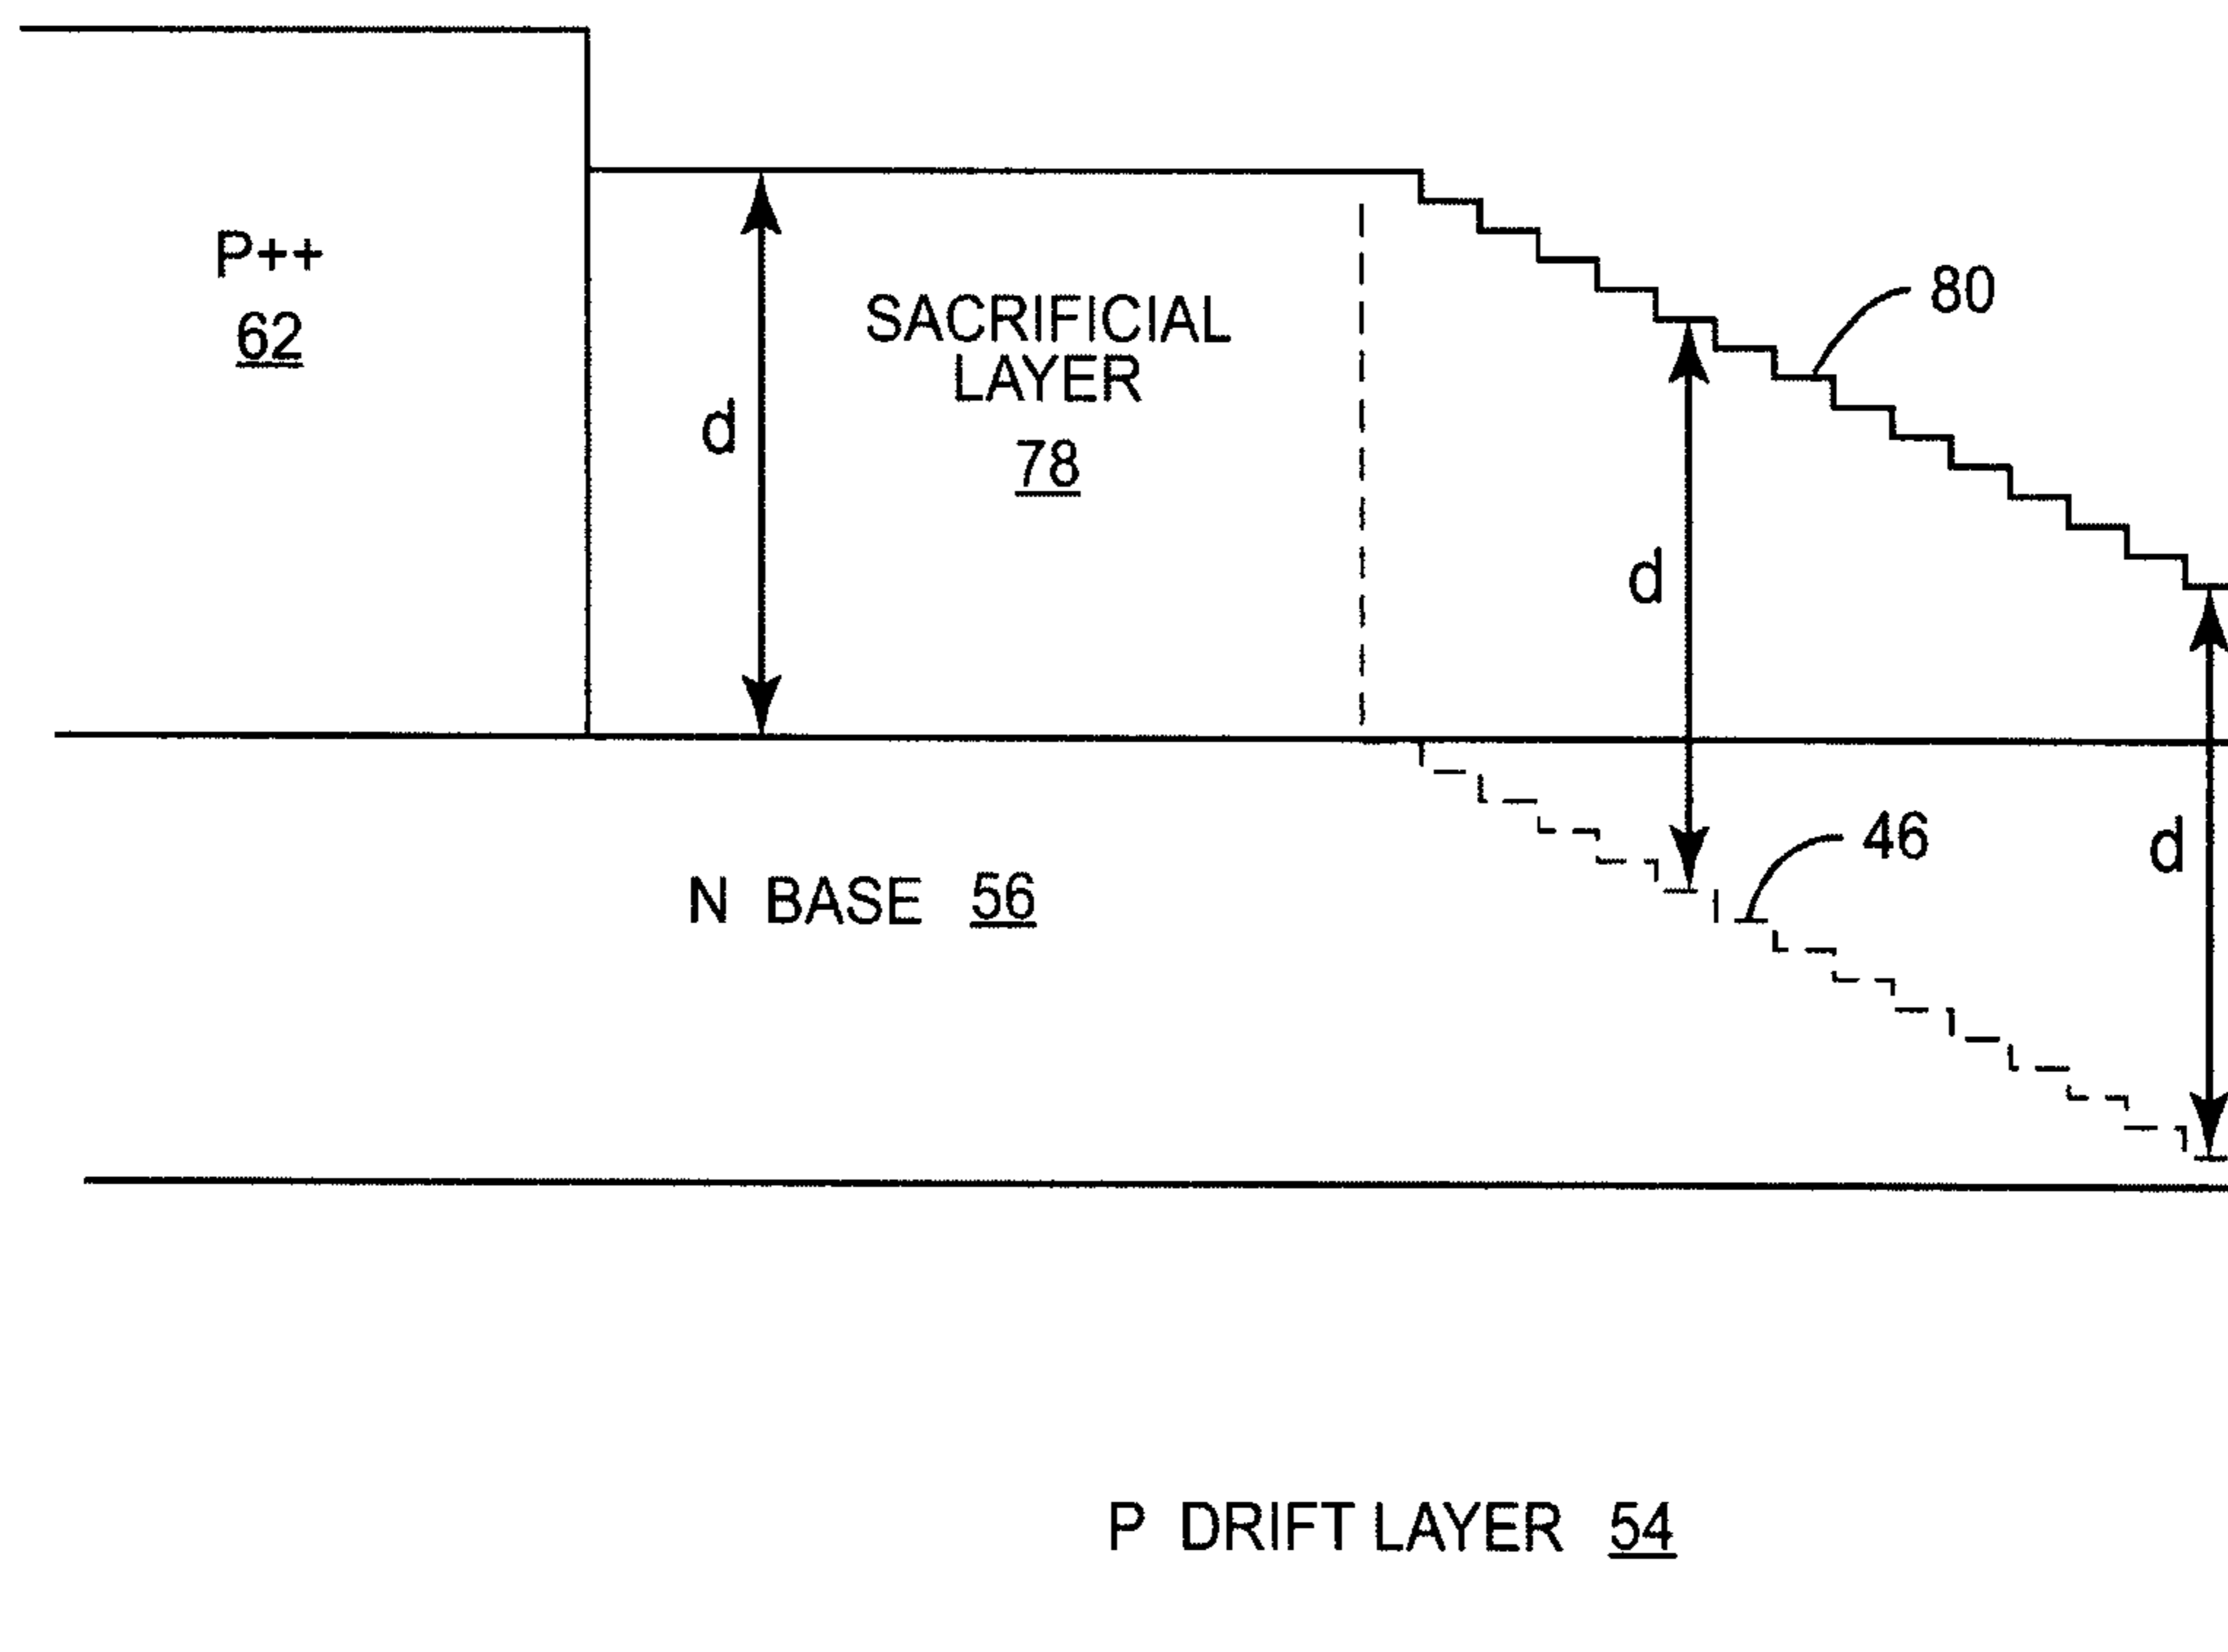 P++
62
SACRIFICIAL
LAYER
78
d
80
d
46
d
N BASE 56
P DRIFT LAYER 54